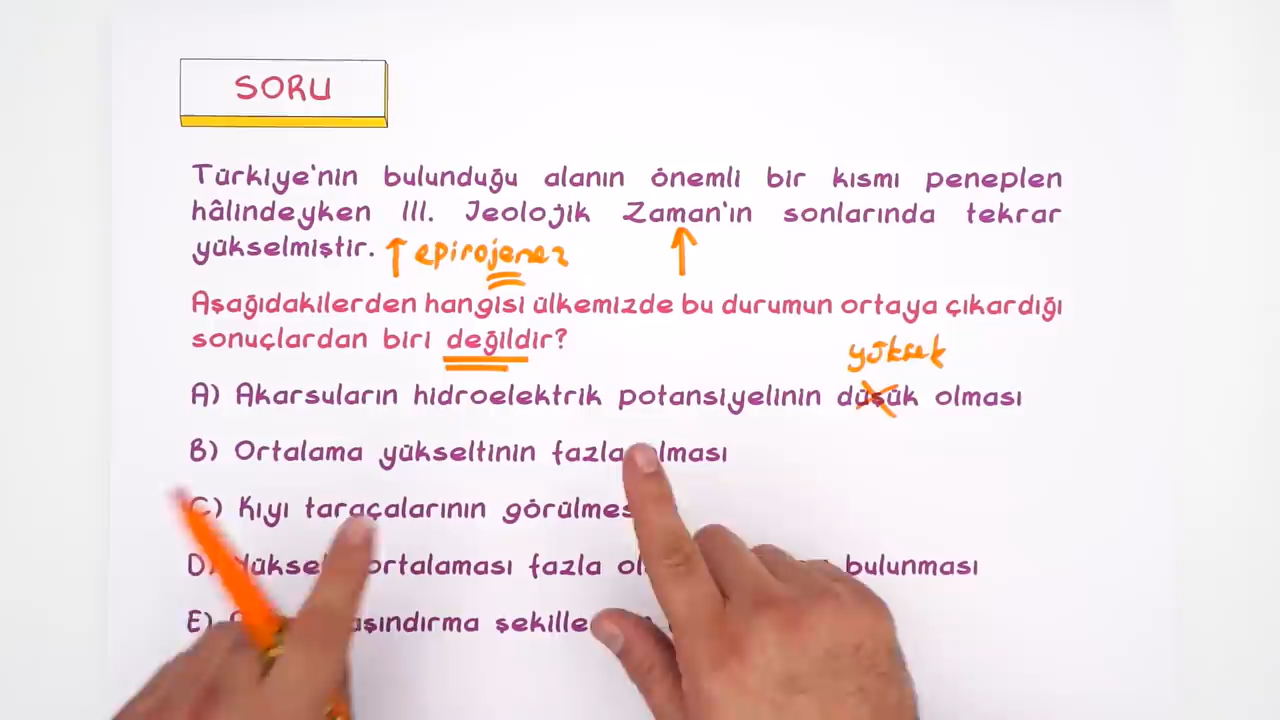 SORU
Türkiye'nin bulunduğu alanın önemli bir kısmı peneplen
hâlindeyken III. Jeolojik Zaman'ın sonlarında tekrar
yükselmiştir. ↑ epirojenez ↑
Aşağıdakilerden hangisi ülkemizde bu durumun ortaya çıkardığı
sonuçlardan biri değildir?
yüksek
A) Akarsuların hidroelektrik potansiyelinin düşük olması
B) Ortalama yükseltinin fazla olması
C) Kıyı taraçalarının görülmesi
D) ortalaması fazla bulunması
E) aşındırma